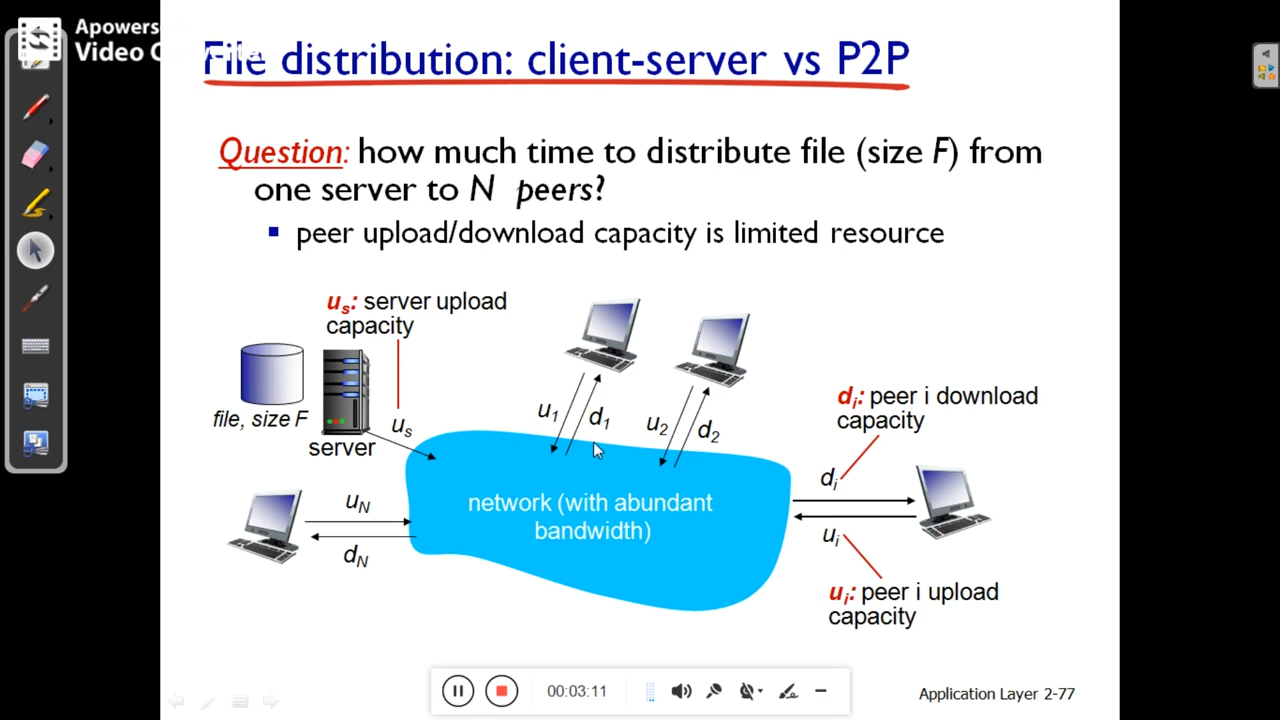 Apowers
Video Co
File distribution: client-server vs P2P
Question: how much time to distribute file (size F) from
one server to N peers?
peer upload/download capacity is limited resource
us: server upload
capacity
file, size F
server
us
u1
d1
u2
d2
di: peer i download
capacity
di
ui
uN
dN
network (with abundant
bandwidth)
ui: peer i upload
capacity
00:03:11
Application Layer 2-77